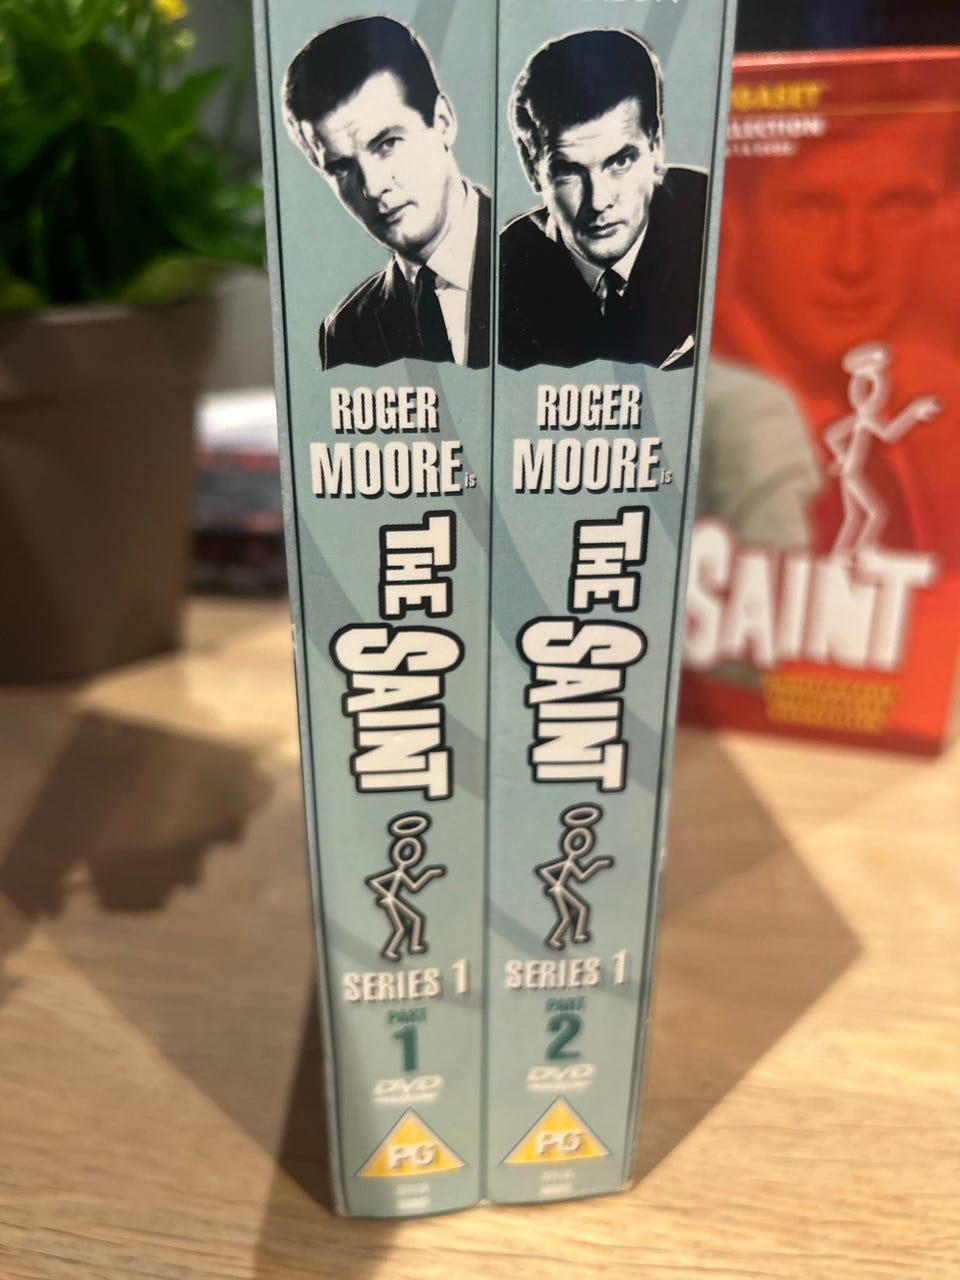 ROGER
MOORE is
THE SAINT
SERIES 1
PART
1
DVD
PG
ROGER
MOORE is
THE SAINT
SERIES 1
PART
2
DVD
PG
SAINT